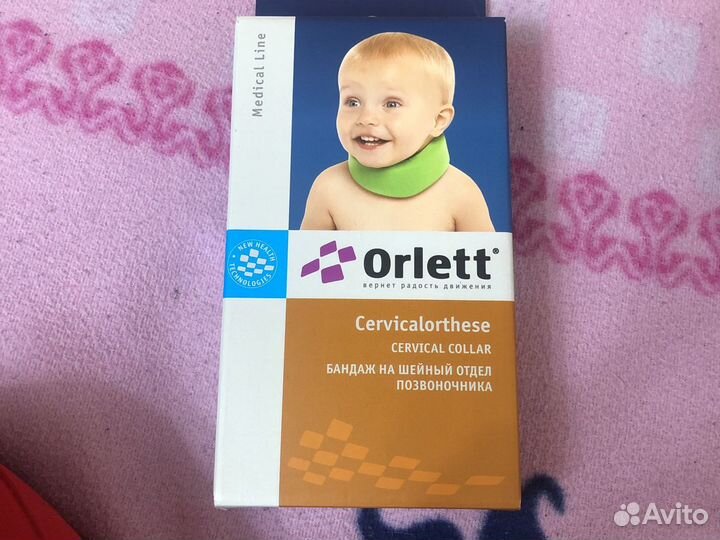 Medical Line
NEW HEALTH
TECHNOLOGIES
Orlett®
вернет радость движения
Cervicalorthese
CERVICAL COLLAR
БАНДАЖ НА ШЕЙНЫЙ ОТДЕЛ
ПОЗВОНОЧНИКА
Avito